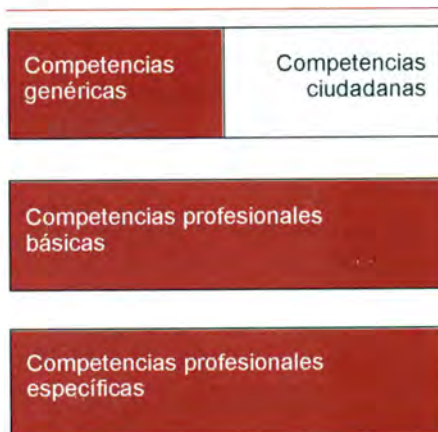 Competencias
genéricas
Competencias
ciudadanas
Competencias profesionales
básicas
Competencias profesionales
específicas